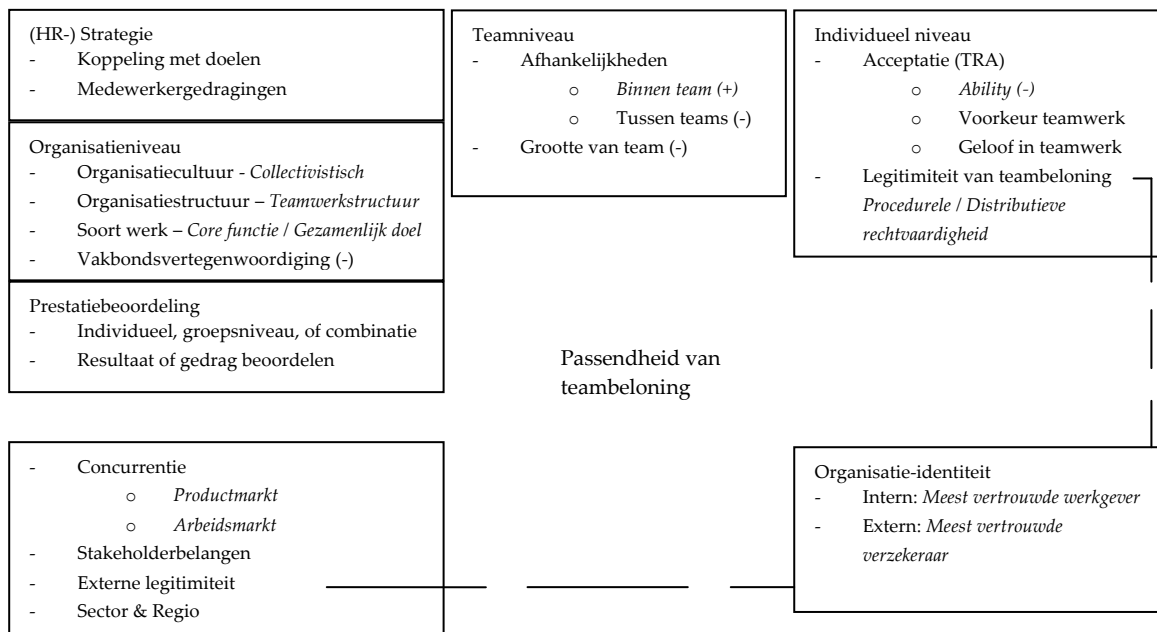 (HR-) Strategie
- Koppeling met doelen
- Medewerkergedragingen
Organisatieniveau
- Organisatiecultuur - Collectivistisch
- Organisatiestructuur – Teamwerkstructuur
- Soort werk – Core functie / Gezamenlijk doel
- Vakbondsvertegenwoordiging (-)
Prestatiebeoordeling
- Individueel, groepsniveau, of combinatie
- Resultaat of gedrag beoordelen
Teamniveau
- Afhankelijkheden
o Binnen team (+)
o Tussen teams (-)
- Grootte van team (-)
Individueel niveau
- Acceptatie (TRA)
o Ability (-)
o Voorkeur teamwerk
o Geloof in teamwerk
- Legitimiteit van teambeloning
Procedurele / Distributieve
rechtvaardigheid
Passendheid van
teambeloning
- Concurrentie
o Productmarkt
o Arbeidsmarkt
- Stakeholderbelangen
- Externe legitimiteit
- Sector & Regio
Organisatie-identiteit
- Intern: Meest vertrouwde werkgever
- Extern: Meest vertrouwde
verzekeraar